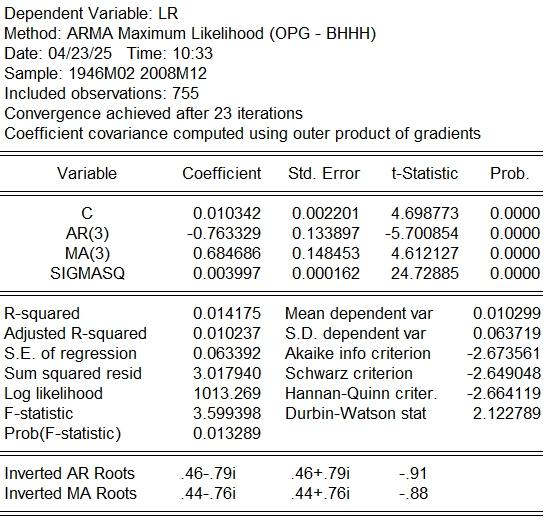 Dependent Variable: LR
Method: ARMA Maximum Likelihood (OPG - BHHH)
Date: 04/23/25 Time: 10:33
Sample: 1946M02 2008M12
Included observations: 755
Convergence achieved after 23 iterations
Coefficient covariance computed using outer product of gradients
Variable Coefficient Std. Error t-Statistic Prob.
C 0.010342 0.002201 4.698773 0.0000
AR(3) -0.763329 0.133897 -5.700854 0.0000
MA(3) 0.684686 0.148453 4.612127 0.0000
SIGMASQ 0.003997 0.000162 24.72885 0.0000
R-squared 0.014175 Mean dependent var 0.010299
Adjusted R-squared 0.010237 S.D. dependent var 0.063719
S.E. of regression 0.063392 Akaike info criterion -2.673561
Sum squared resid 3.017940 Schwarz criterion -2.649048
Log likelihood 1013.269 Hannan-Quinn criter. -2.664119
F-statistic 3.599398 Durbin-Watson stat 2.122789
Prob(F-statistic) 0.013289
Inverted AR Roots .46-.79i .46+.79i -.91
Inverted MA Roots .44-.76i .44+.76i -.88